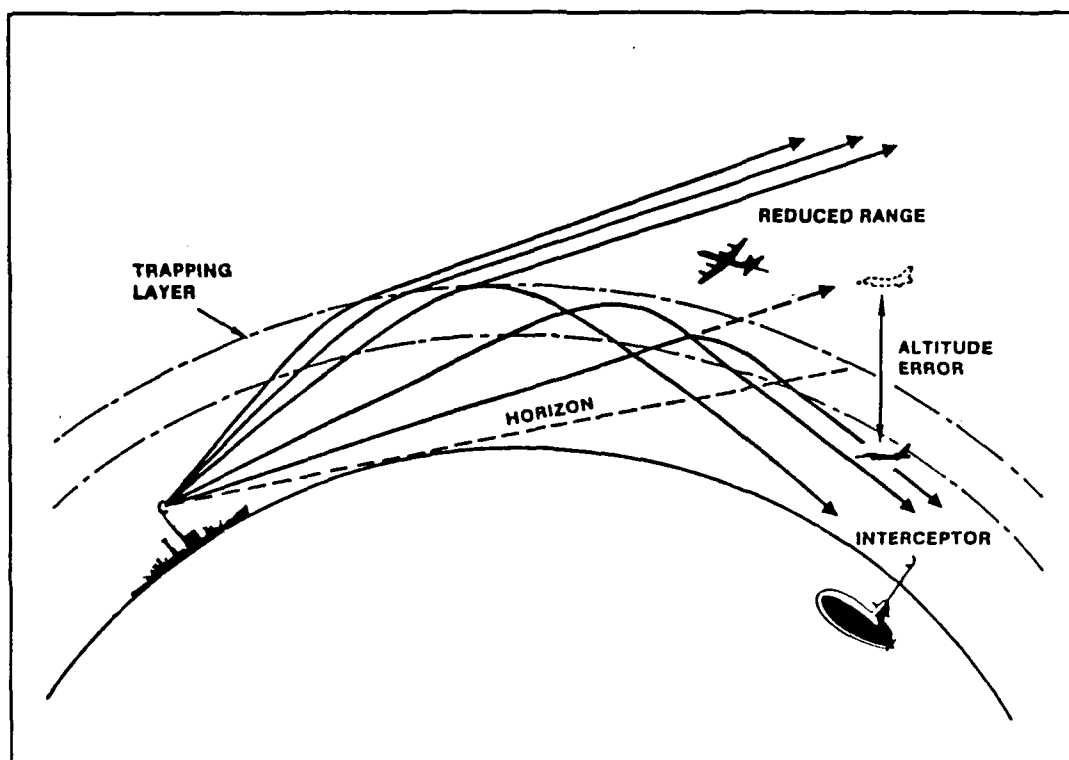 REDUCED RANGE
TRAPPING
LAYER
ALTITUDE
ERROR
HORIZON
INTERCEPTOR